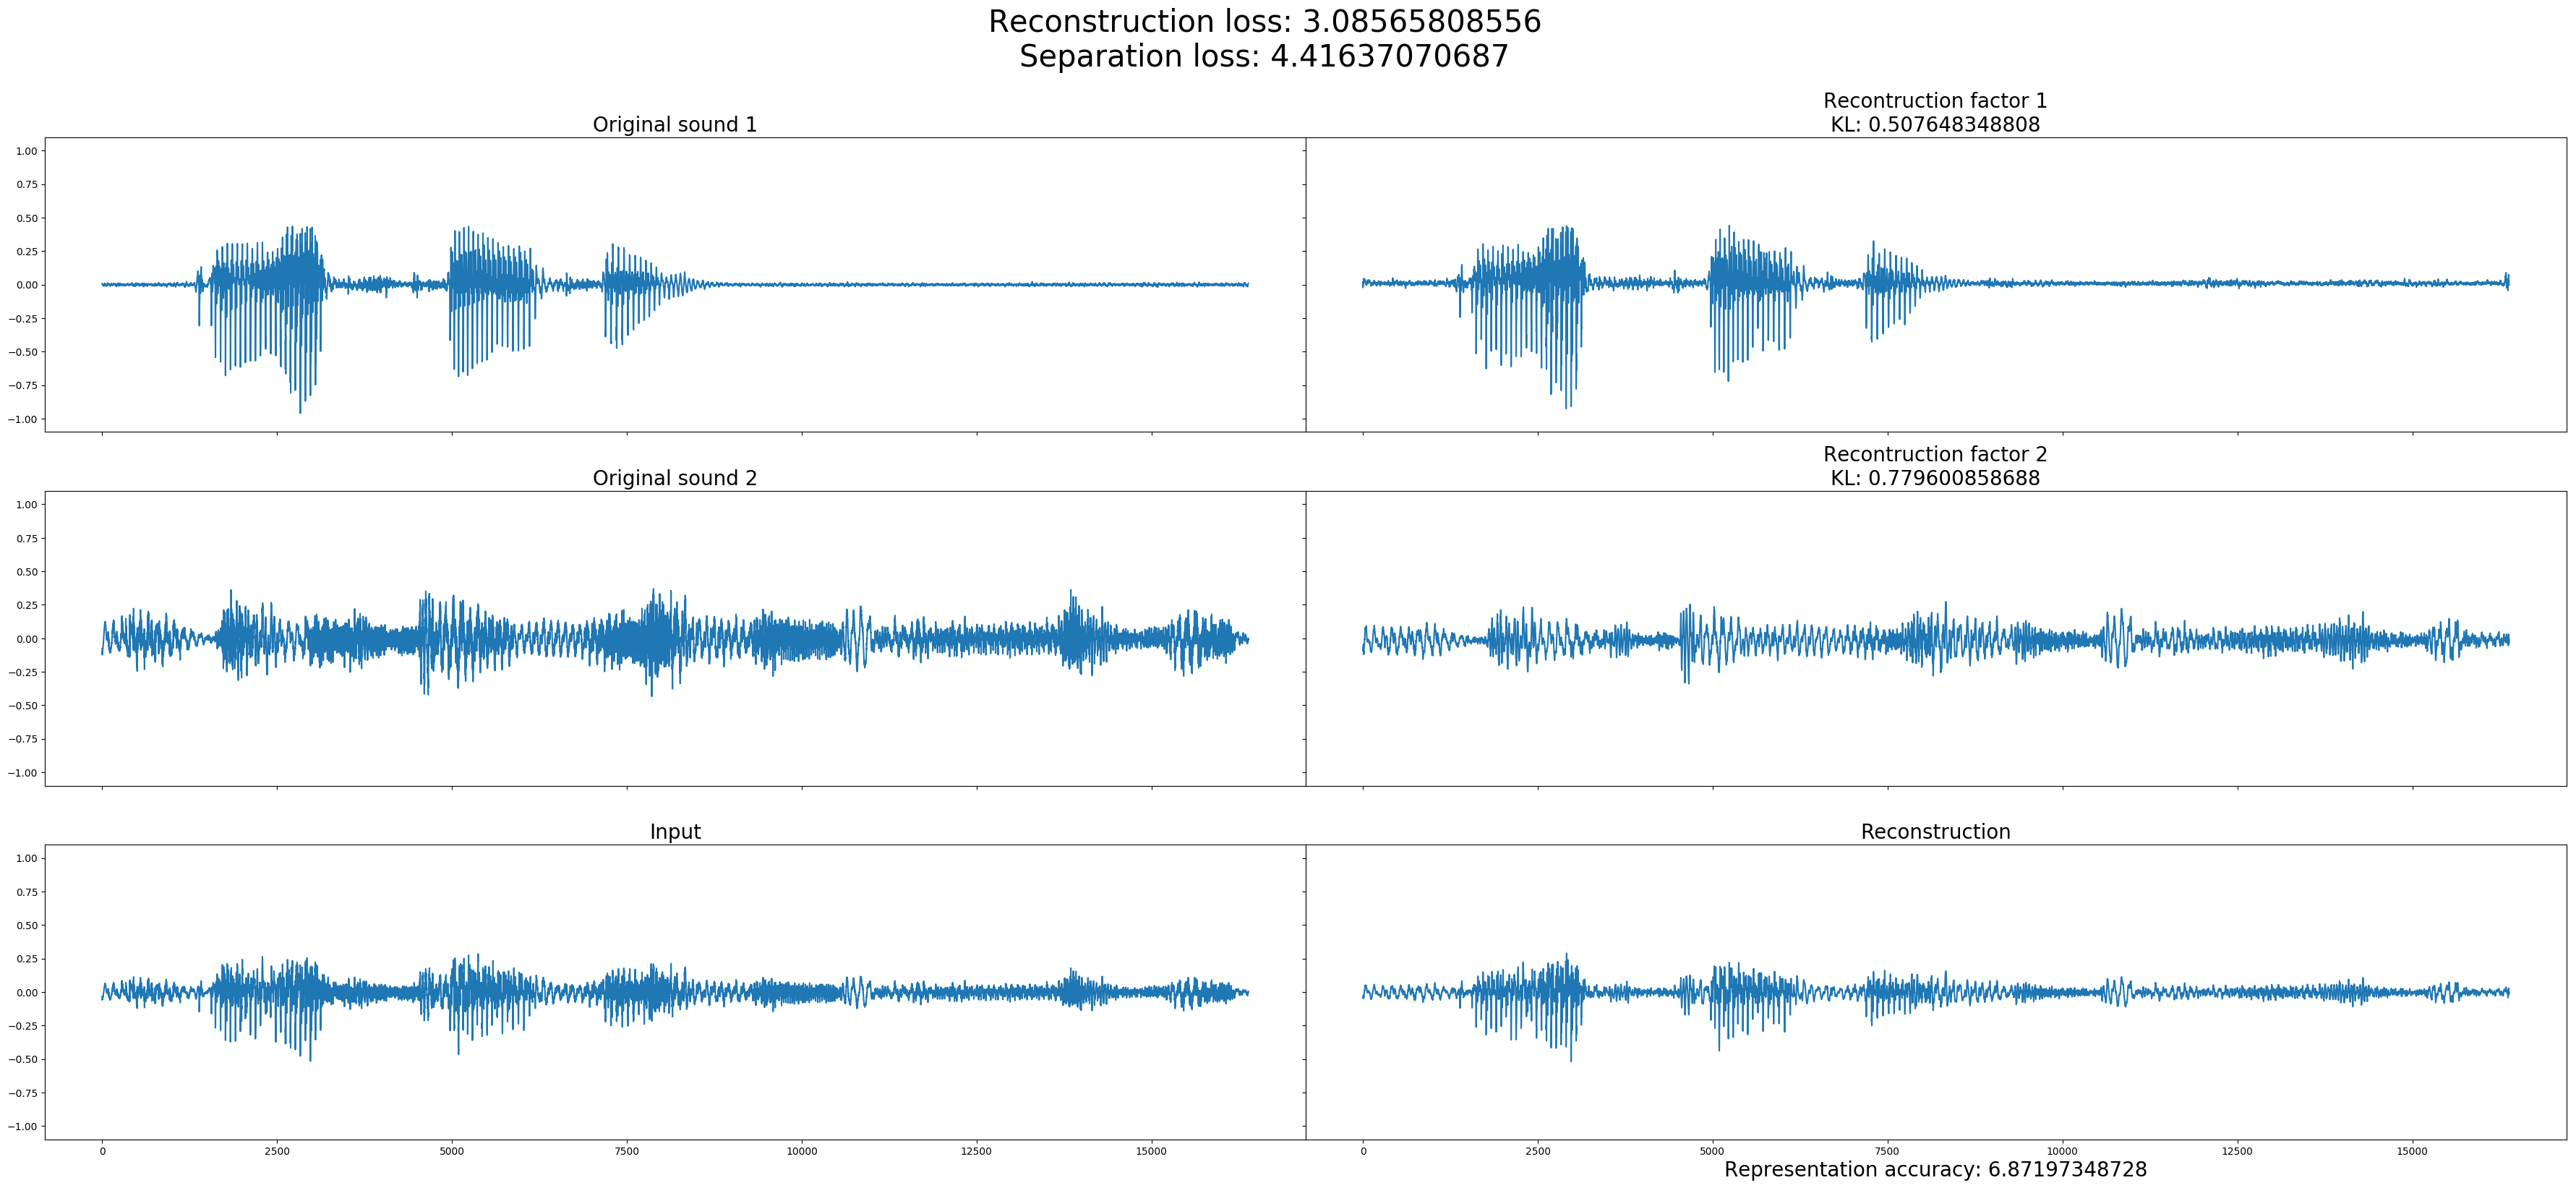 Reconstruction loss: 3.08565808556
Separation loss: 4.41637070687
Original sound 1
Recontruction factor 1
KL: 0.507648348808
1.00
0.75
0.50
0.25
0.00
−0.25
−0.50
−0.75
−1.00
Original sound 2
Recontruction factor 2
KL: 0.779600858688
1.00
0.75
0.50
0.25
0.00
−0.25
−0.50
−0.75
−1.00
Input
Reconstruction
1.00
0.75
0.50
0.25
0.00
−0.25
−0.50
−0.75
−1.00
0 2500 5000 7500 10000 12500 15000
0 2500 5000 7500 10000 12500 15000
Representation accuracy: 6.87197348728